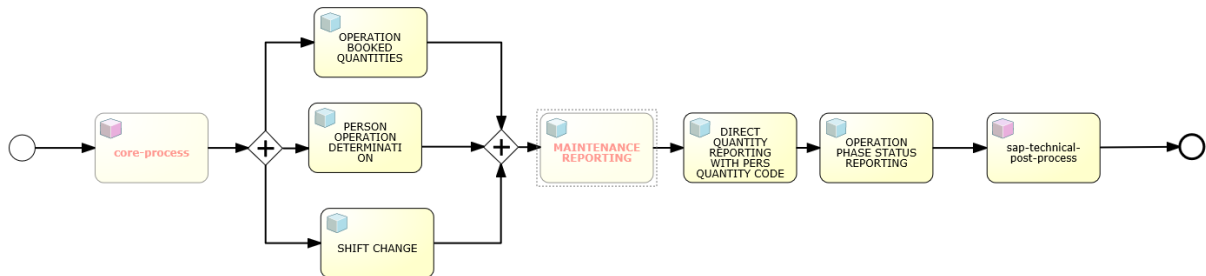 core-process
OPERATION
BOOKED
QUANTITIES
PERSON
OPERATION
DETERMINATI
ON
SHIFT CHANGE
MAINTENANCE
REPORTING
DIRECT
QUANTITY
REPORTING
WITH PERS
QUANTITY CODE
OPERATION
PHASE STATUS
REPORTING
sap-technical-
post-process